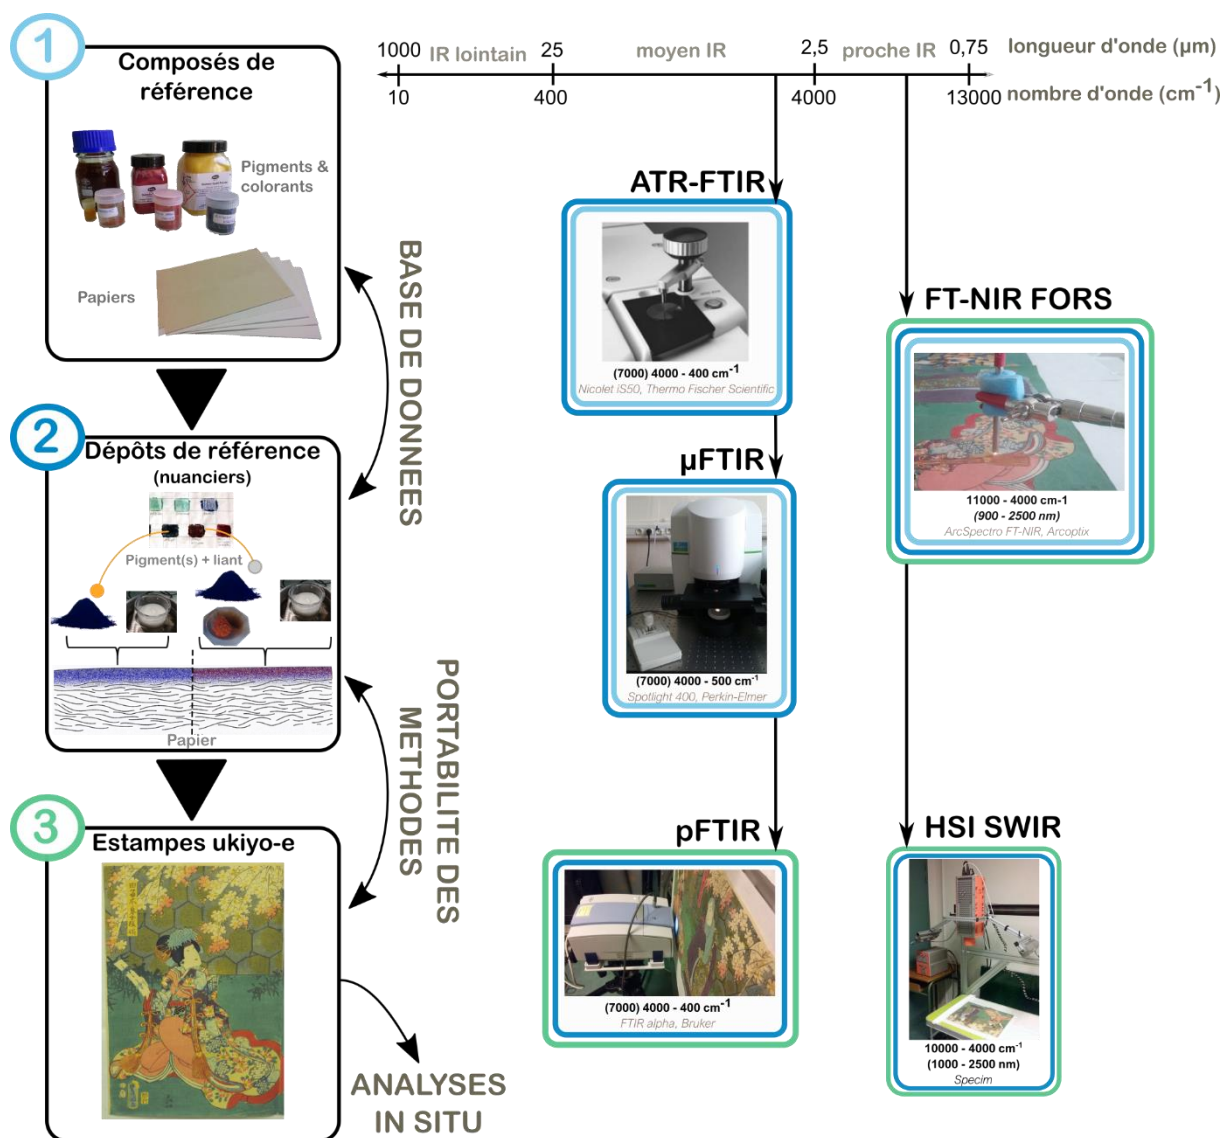 1
Composés de
référence
Pigments &
colorants
Papiers
2
Dépôts de référence
(nuanciers)
Pigment(s) + liant
Papier
3
Estampes ukiyo-e
BASE DE DONNEES
PORTABILITE DES
METHODES
ANALYSES
IN SITU
1000 IR lointain 25 moyen IR 2,5 proche IR 0,75 longueur d'onde (µm)
10 400 4000 13000 nombre d'onde (cm-1)
ATR-FTIR
(7000) 4000 - 400 cm-1
Nicolet iS50, Thermo Fischer Scientific
µFTIR
(7000) 4000 - 500 cm-1
Spotlight 400, Perkin-Elmer
pFTIR
(7000) 4000 - 400 cm-1
FTIR alpha, Bruker
FT-NIR FORS
11000 - 4000 cm-1
(900 - 2500 nm)
ArcSpectro FT-NIR, Arcoptix
HSI SWIR
10000 - 4000 cm-1
(1000 - 2500 nm)
Specim